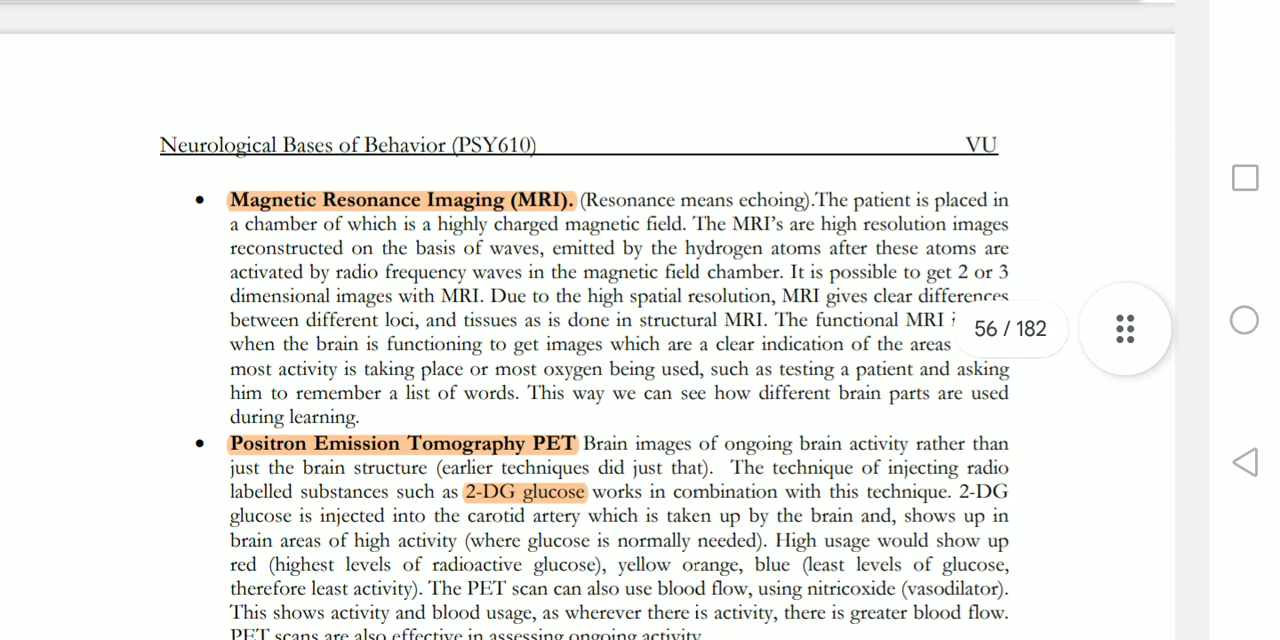 Neurological Bases of Behavior (PSY610) VU
• Magnetic Resonance Imaging (MRI). (Resonance means echoing).The patient is placed in
a chamber of which is a highly charged magnetic field. The MRI's are high resolution images
reconstructed on the basis of waves, emitted by the hydrogen atoms after these atoms are
activated by radio frequency waves in the magnetic field chamber. It is possible to get 2 or 3
dimensional images with MRI. Due to the high spatial resolution, MRI gives clear differences
between different loci, and tissues as is done in structural MRI. The functional MRI
56 / 182
when the brain is functioning to get images which are a clear indication of the areas
most activity is taking place or most oxygen being used, such as testing a patient and asking
him to remember a list of words. This way we can see how different brain parts are used
during learning.
• Positron Emission Tomography PET Brain images of ongoing brain activity rather than
just the brain structure (earlier techniques did just that). The technique of injecting radio
labelled substances such as 2-DG glucose works in combination with this technique. 2-DG
glucose is injected into the carotid artery which is taken up by the brain and, shows up in
brain areas of high activity (where glucose is normally needed). High usage would show up
red (highest levels of radioactive glucose), yellow orange, blue (least levels of glucose,
therefore least activity). The PET scan can also use blood flow, using nitricoxide (vasodilator).
This shows activity and blood usage, as wherever there is activity, there is greater blood flow.
PET scans are also effective in assessing ongoing activity